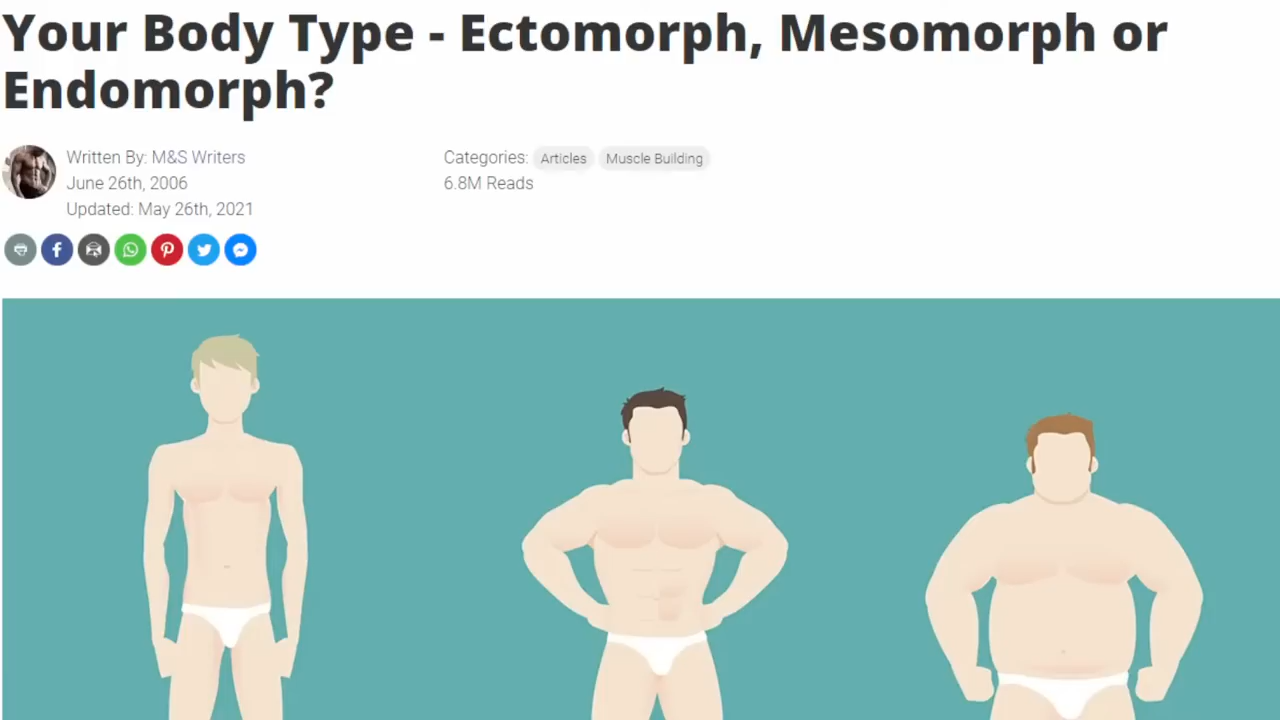 Your Body Type - Ectomorph, Mesomorph or
Endomorph?
Written By: M&S Writers
June 26th, 2006
Updated: May 26th, 2021
Categories: Articles Muscle Building
6.8M Reads